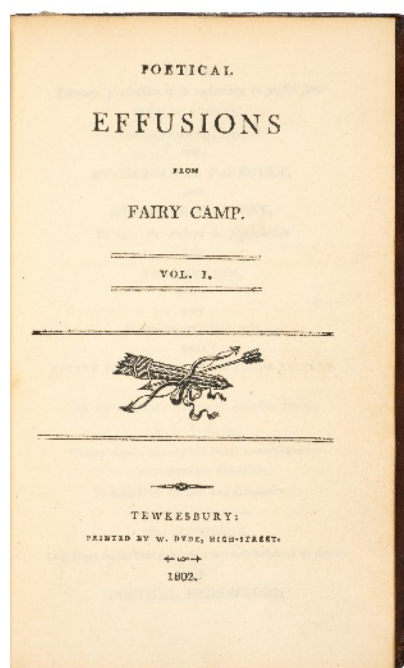 POETICAL
EFFUSIONS
FROM
FAIRY CAMP.
VOL. I.
TEWKESBURY:
PRINTED BY W. DYDE, HIGH-STREET.
1802.